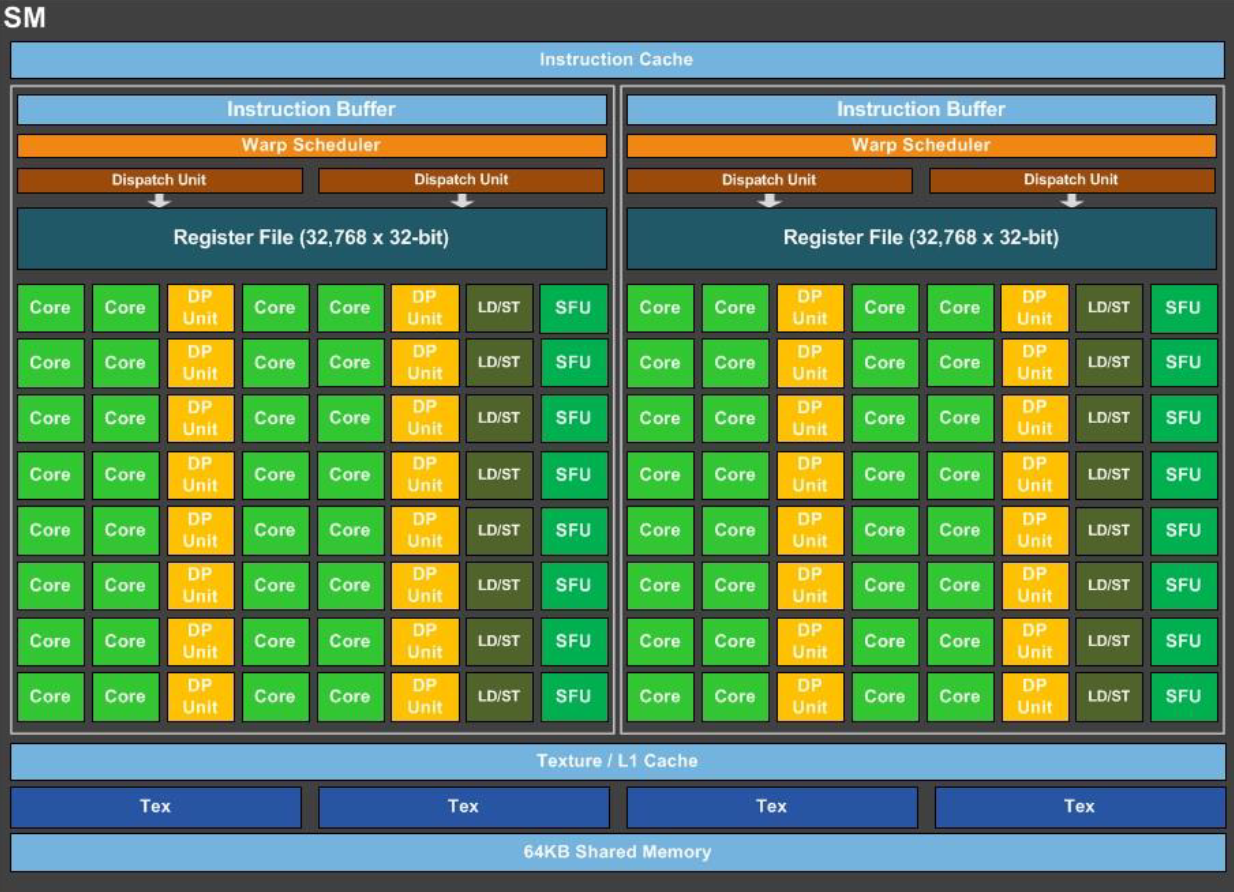 SM
Instruction Cache
Instruction Buffer Instruction Buffer
Warp Scheduler Warp Scheduler
Dispatch Unit Dispatch Unit Dispatch Unit Dispatch Unit
Register File (32,768 x 32-bit) Register File (32,768 x 32-bit)
Core Core DP Unit Core Core DP Unit LD/ST SFU Core Core DP Unit Core Core DP Unit LD/ST SFU
Core Core DP Unit Core Core DP Unit LD/ST SFU Core Core DP Unit Core Core DP Unit LD/ST SFU
Core Core DP Unit Core Core DP Unit LD/ST SFU Core Core DP Unit Core Core DP Unit LD/ST SFU
Core Core DP Unit Core Core DP Unit LD/ST SFU Core Core DP Unit Core Core DP Unit LD/ST SFU
Core Core DP Unit Core Core DP Unit LD/ST SFU Core Core DP Unit Core Core DP Unit LD/ST SFU
Core Core DP Unit Core Core DP Unit LD/ST SFU Core Core DP Unit Core Core DP Unit LD/ST SFU
Core Core DP Unit Core Core DP Unit LD/ST SFU Core Core DP Unit Core Core DP Unit LD/ST SFU
Core Core DP Unit Core Core DP Unit LD/ST SFU Core Core DP Unit Core Core DP Unit LD/ST SFU
Texture / L1 Cache
Tex Tex Tex Tex
64KB Shared Memory